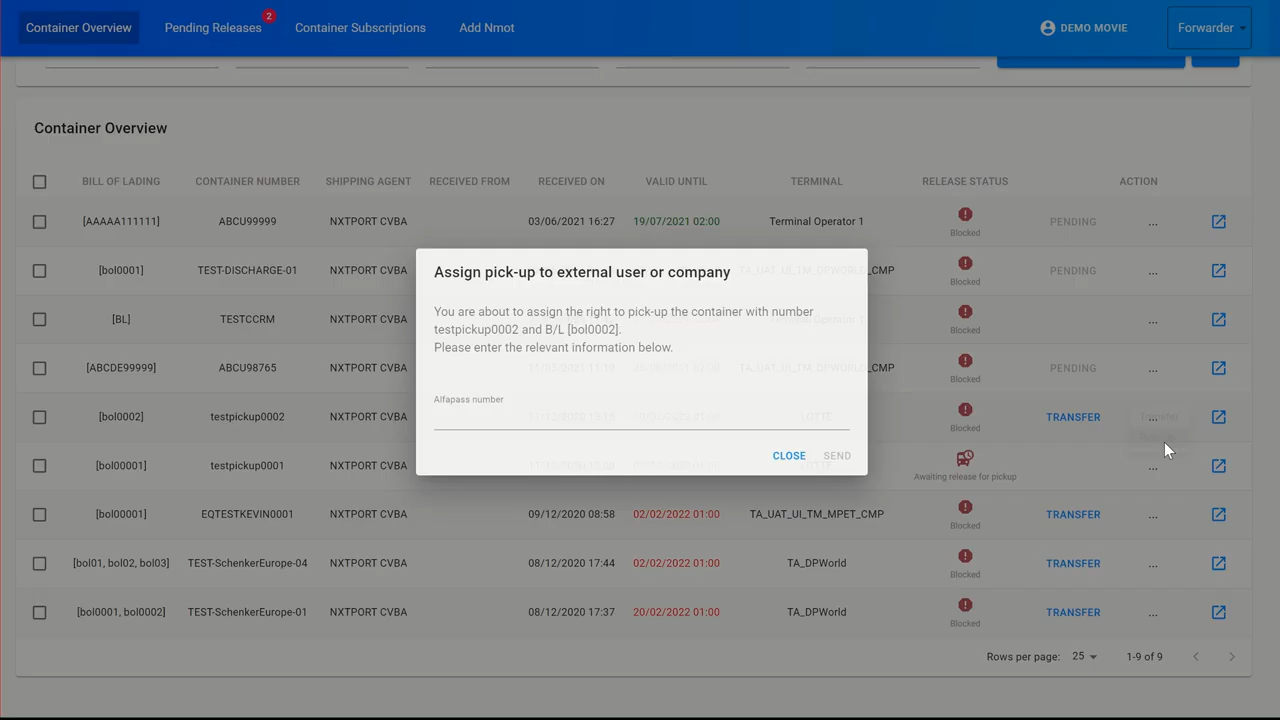 Container Overview Pending Releases 2 Container Subscriptions Add Nmot DEMO MOVIE Forwarder
Container Overview
BILL OF LADING CONTAINER NUMBER SHIPPING AGENT RECEIVED FROM RECEIVED ON VALID UNTIL TERMINAL RELEASE STATUS ACTION
[AAAAA111111] ABCU99999 NXTPORT CVBA 03/06/2021 16:27 19/07/2021 02:00 Terminal Operator 1 Blocked PENDING ...
[bol0001] TEST-DISCHARGE-01 NXTPORT CVBA TA_UAT_UI_TM_DPWORLD_CMP Blocked PENDING ...
[BL] TESTCCRM NXTPORT CVBA Terminal Operator 1 Blocked ...
[ABCDE99999] ABCU98765 NXTPORT CVBA TA_UAT_UI_TM_DPWORLD_CMP Blocked PENDING ...
[bol0002] testpickup0002 NXTPORT CVBA LOTTE Blocked TRANSFER ... Transfer
[bol00001] testpickup0001 NXTPORT CVBA Awaiting release for pickup ...
[bol00001] EQTESTKEVIN0001 NXTPORT CVBA 09/12/2020 08:58 02/02/2022 01:00 TA_UAT_UI_TM_MPET_CMP Blocked TRANSFER ...
[bol01, bol02, bol03] TEST-SchenkerEurope-04 NXTPORT CVBA 08/12/2020 17:44 02/02/2022 01:00 TA_DPWorld Blocked TRANSFER ...
[bol0001, bol0002] TEST-SchenkerEurope-01 NXTPORT CVBA 08/12/2020 17:37 20/02/2022 01:00 TA_DPWorld Blocked TRANSFER ...
Rows per page: 25 1-9 of 9
Assign pick-up to external user or company
You are about to assign the right to pick-up the container with number
testpickup0002 and B/L [bol0002].
Please enter the relevant information below.
Alfapass number
CLOSE SEND